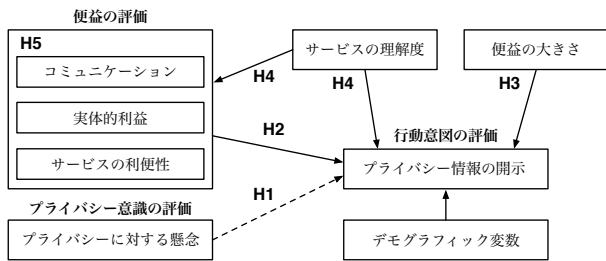 便益の評価
H5
コミュニケーション
実体的利益
サービスの利便性
サービスの理解度
便益の大きさ
H4
H4
H3
H2
行動意図の評価
プライバシー情報の開示
プライバシー意識の評価
H1
プライバシーに対する懸念
デモグラフィック変数